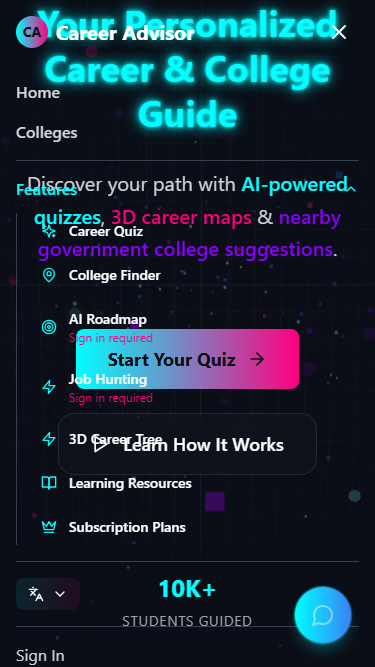 Your Personalized
CA Career Advisor
Career & College
Guide
Home
Colleges
Discover your path with AI-powered
Features
quizzes, 3D career maps & nearby
Career Quiz
government college suggestions.
College Finder
AI Roadmap
Sign in required
Start Your Quiz
Job Hunting
Sign in required
3D Career Tree
Learn How It Works
Learning Resources
Subscription Plans
10K+
STUDENTS GUIDED
Sign In